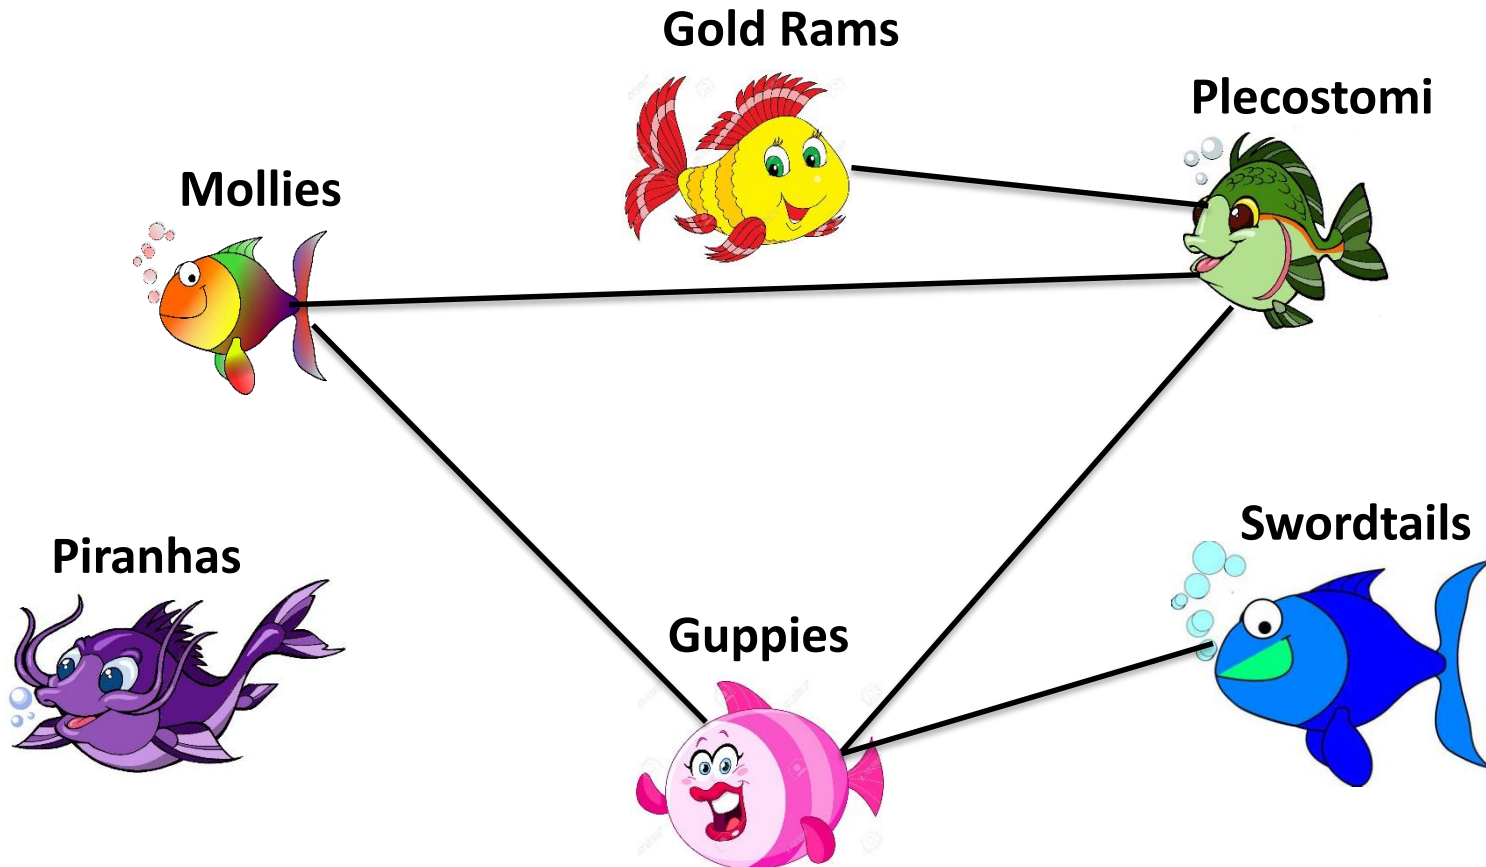 Gold Rams
Plecostomi
Mollies
Swordtails
Piranhas
Guppies